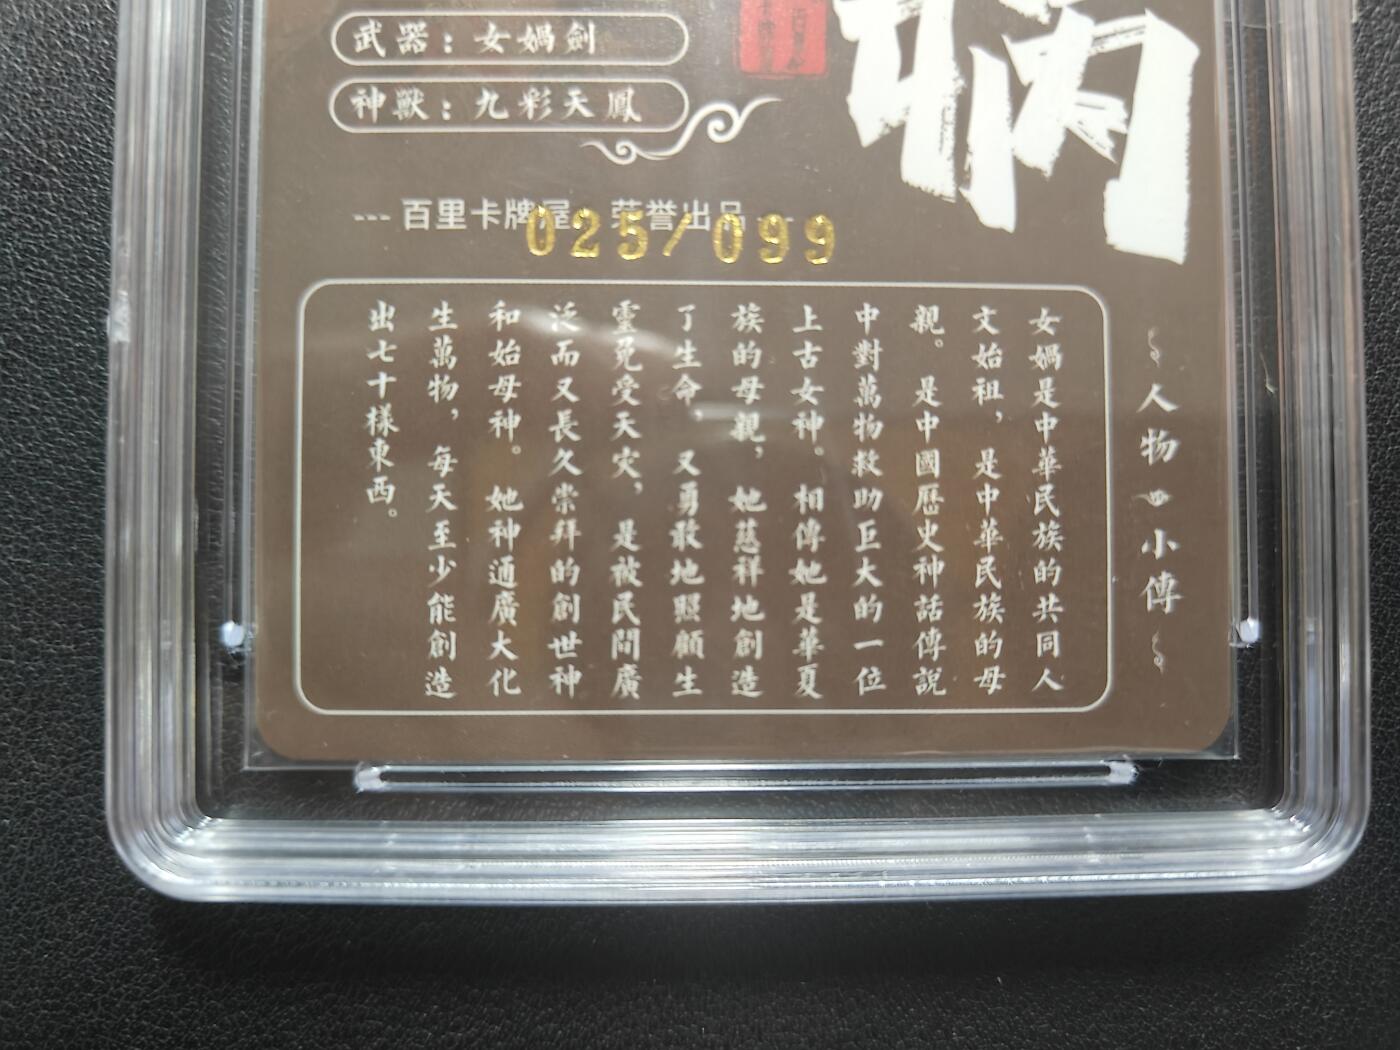 武器：女媧劍
神獸：九彩天鳳
媧
--- 百里卡牌屋 荣誉出品 ---
025/099
人物小傳
女媧是中華民族的共同人
文始祖，是中華民族的母
親。是中國歷史神話傳說
中對萬物救助巨大的一位
上古女神。相傳她是華夏
族的母親，她慈祥地創造
了生命，又勇敢地照顧生
靈免受天灾，是被民間廣
泛而又長久崇拜的創世神
和始母神。她神通廣大化
生萬物，每天至少能創造
出七十樣東西。